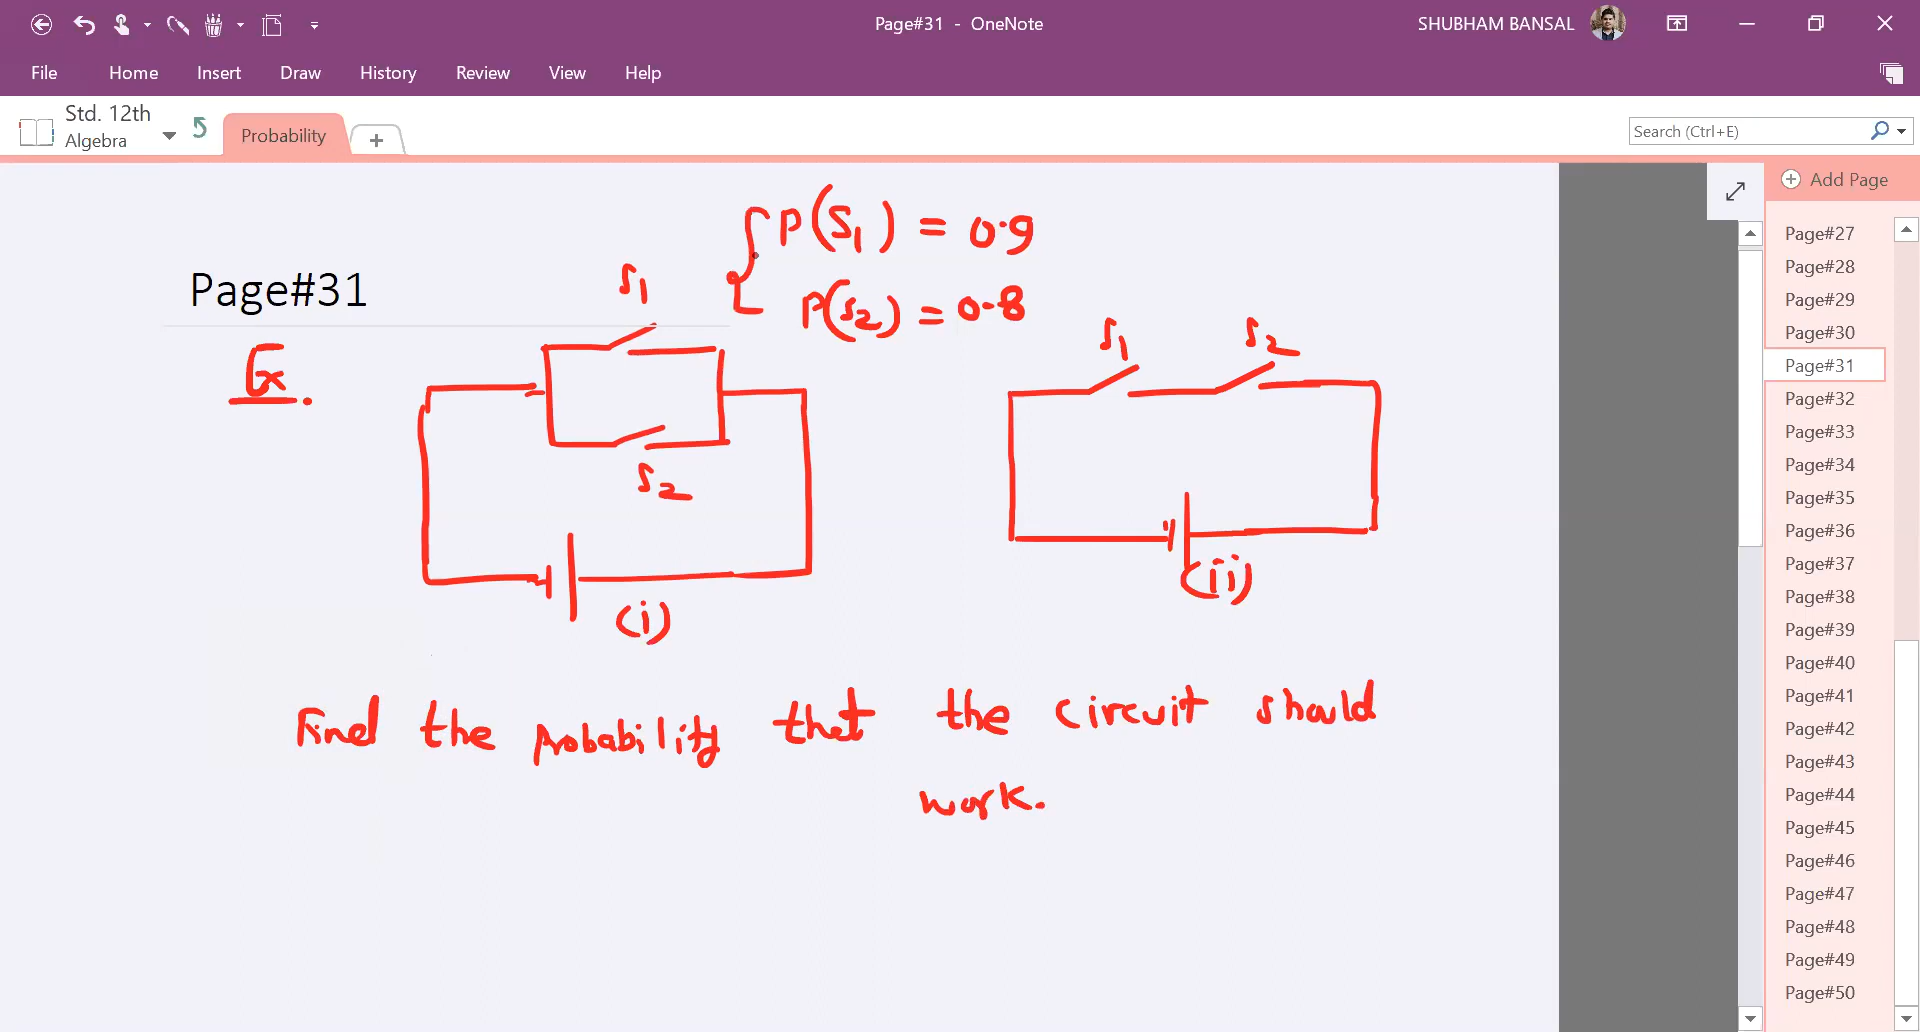 Page#31 - OneNote
SHUBHAM BANSAL
File Home Insert Draw History Review View Help
Std. 12th
Algebra
Probability
+
Search (Ctrl+E)
Add Page
P(S1) = 0.9
P(S2) = 0.8
Page#31
Ex.
S1
S2
(i)
S1
S2
(ii)
Find the probability that the circuit should
work.
Page#27
Page#28
Page#29
Page#30
Page#31
Page#32
Page#33
Page#34
Page#35
Page#36
Page#37
Page#38
Page#39
Page#40
Page#41
Page#42
Page#43
Page#44
Page#45
Page#46
Page#47
Page#48
Page#49
Page#50